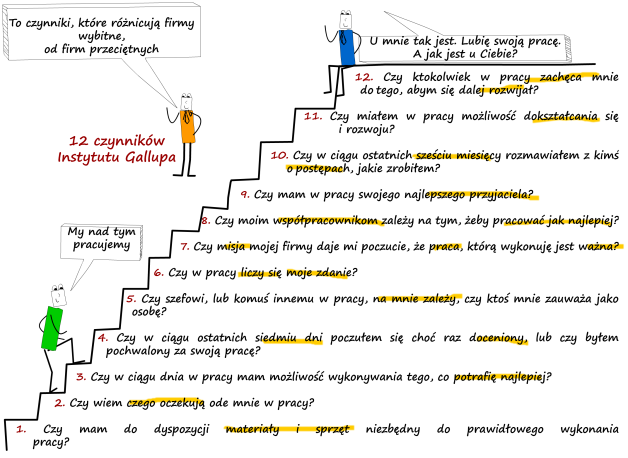 To czynniki, które różnicują firmy
wybitne,
od firm przeciętnych
U mnie tak jest. Lubię swoją pracę.
A jak jest u Ciebie?
12. Czy ktokolwiek w pracy zachęca mnie
do tego, abym się dalej rozwijał?
11. Czy miałem w pracy możliwość dokształcania się
i rozwoju?
12 czynników
Instytutu Gallupa
10. Czy w ciągu ostatnich sześciu miesięcy rozmawiałem z kimś
o postępach, jakie zrobiłem?
9. Czy mam w pracy swojego najlepszego przyjaciela?
8. Czy moim współpracownikom zależy na tym, żeby pracować jak najlepiej?
My nad tym
pracujemy
7. Czy misja mojej firmy daje mi poczucie, że praca, którą wykonuję jest ważna?
6. Czy w pracy liczy się moje zdanie?
5. Czy szefowi, lub komuś innemu w pracy, na mnie zależy, czy ktoś mnie zauważa jako
osobę?
4. Czy w ciągu ostatnich siedmiu dni poczułem się choć raz doceniony, lub czy byłem
pochwalony za swoją pracę?
3. Czy w ciągu dnia w pracy mam możliwość wykonywania tego, co potrafię najlepiej?
2. Czy wiem czego oczekują ode mnie w pracy?
1. Czy mam do dyspozycji materiały i sprzęt niezbędny do prawidłowego wykonania
pracy?